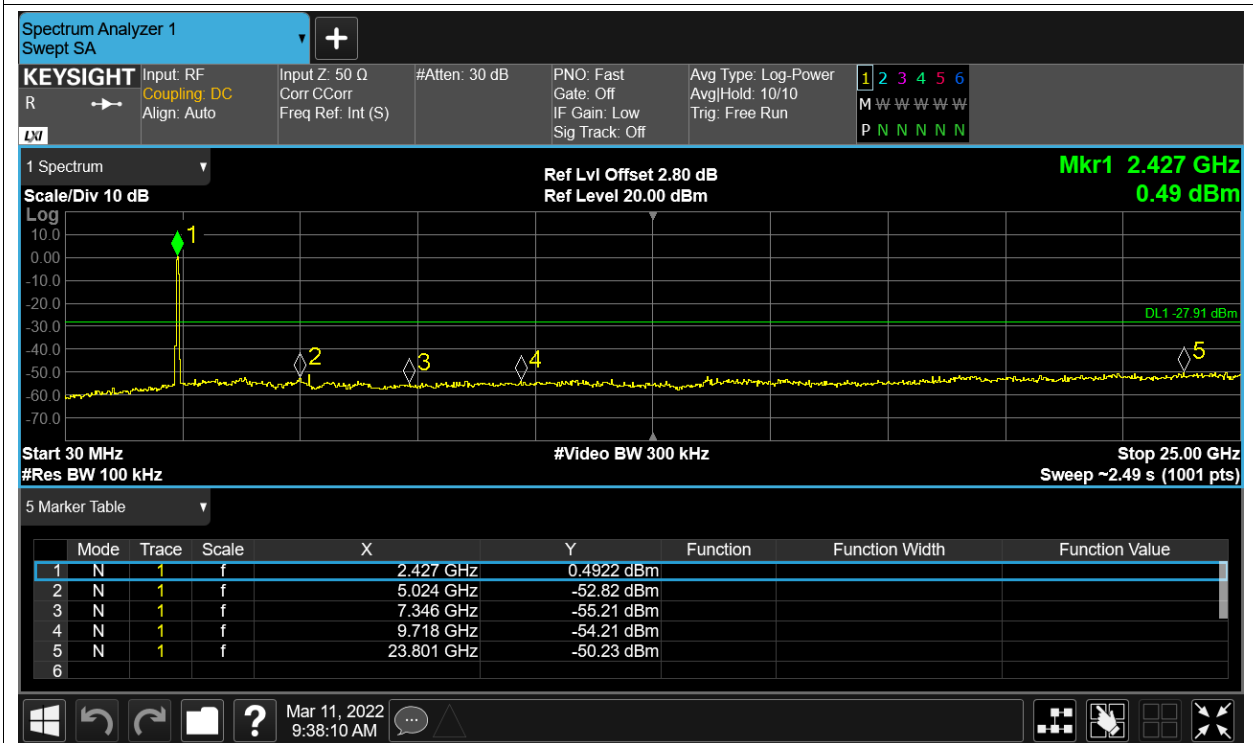 Spectrum Analyzer 1
Swept SA
+
KEYSIGHT Input: RF Input Z: 50 Ω #Atten: 30 dB PNO: Fast Avg Type: Log-Power 1 2 3 4 5 6
R Coupling: DC Corr CCorr Gate: Off Avg|Hold: 10/10 M W W W W W
Align: Auto Freq Ref: Int (S) IF Gain: Low Trig: Free Run
LXI Sig Track: Off P N N N N N
1 Spectrum Ref Lvl Offset 2.80 dB Mkr1 2.427 GHz
Scale/Div 10 dB Ref Level 20.00 dBm 0.49 dBm
Log
10.0 1
0.00
-10.0
-20.0
DL1 -27.91 dBm
-30.0
-40.0
2 3 4 5
-50.0
-60.0
-70.0
Start 30 MHz #Video BW 300 kHz Stop 25.00 GHz
#Res BW 100 kHz Sweep ~2.49 s (1001 pts)
5 Marker Table
Mode Trace Scale X Y Function Function Width Function Value
1 N 1 f 2.427 GHz 0.4922 dBm
2 N 1 f 5.024 GHz -52.82 dBm
3 N 1 f 7.346 GHz -55.21 dBm
4 N 1 f 9.718 GHz -54.21 dBm
5 N 1 f 23.801 GHz -50.23 dBm
6
? Mar 11, 2022
9:38:10 AM